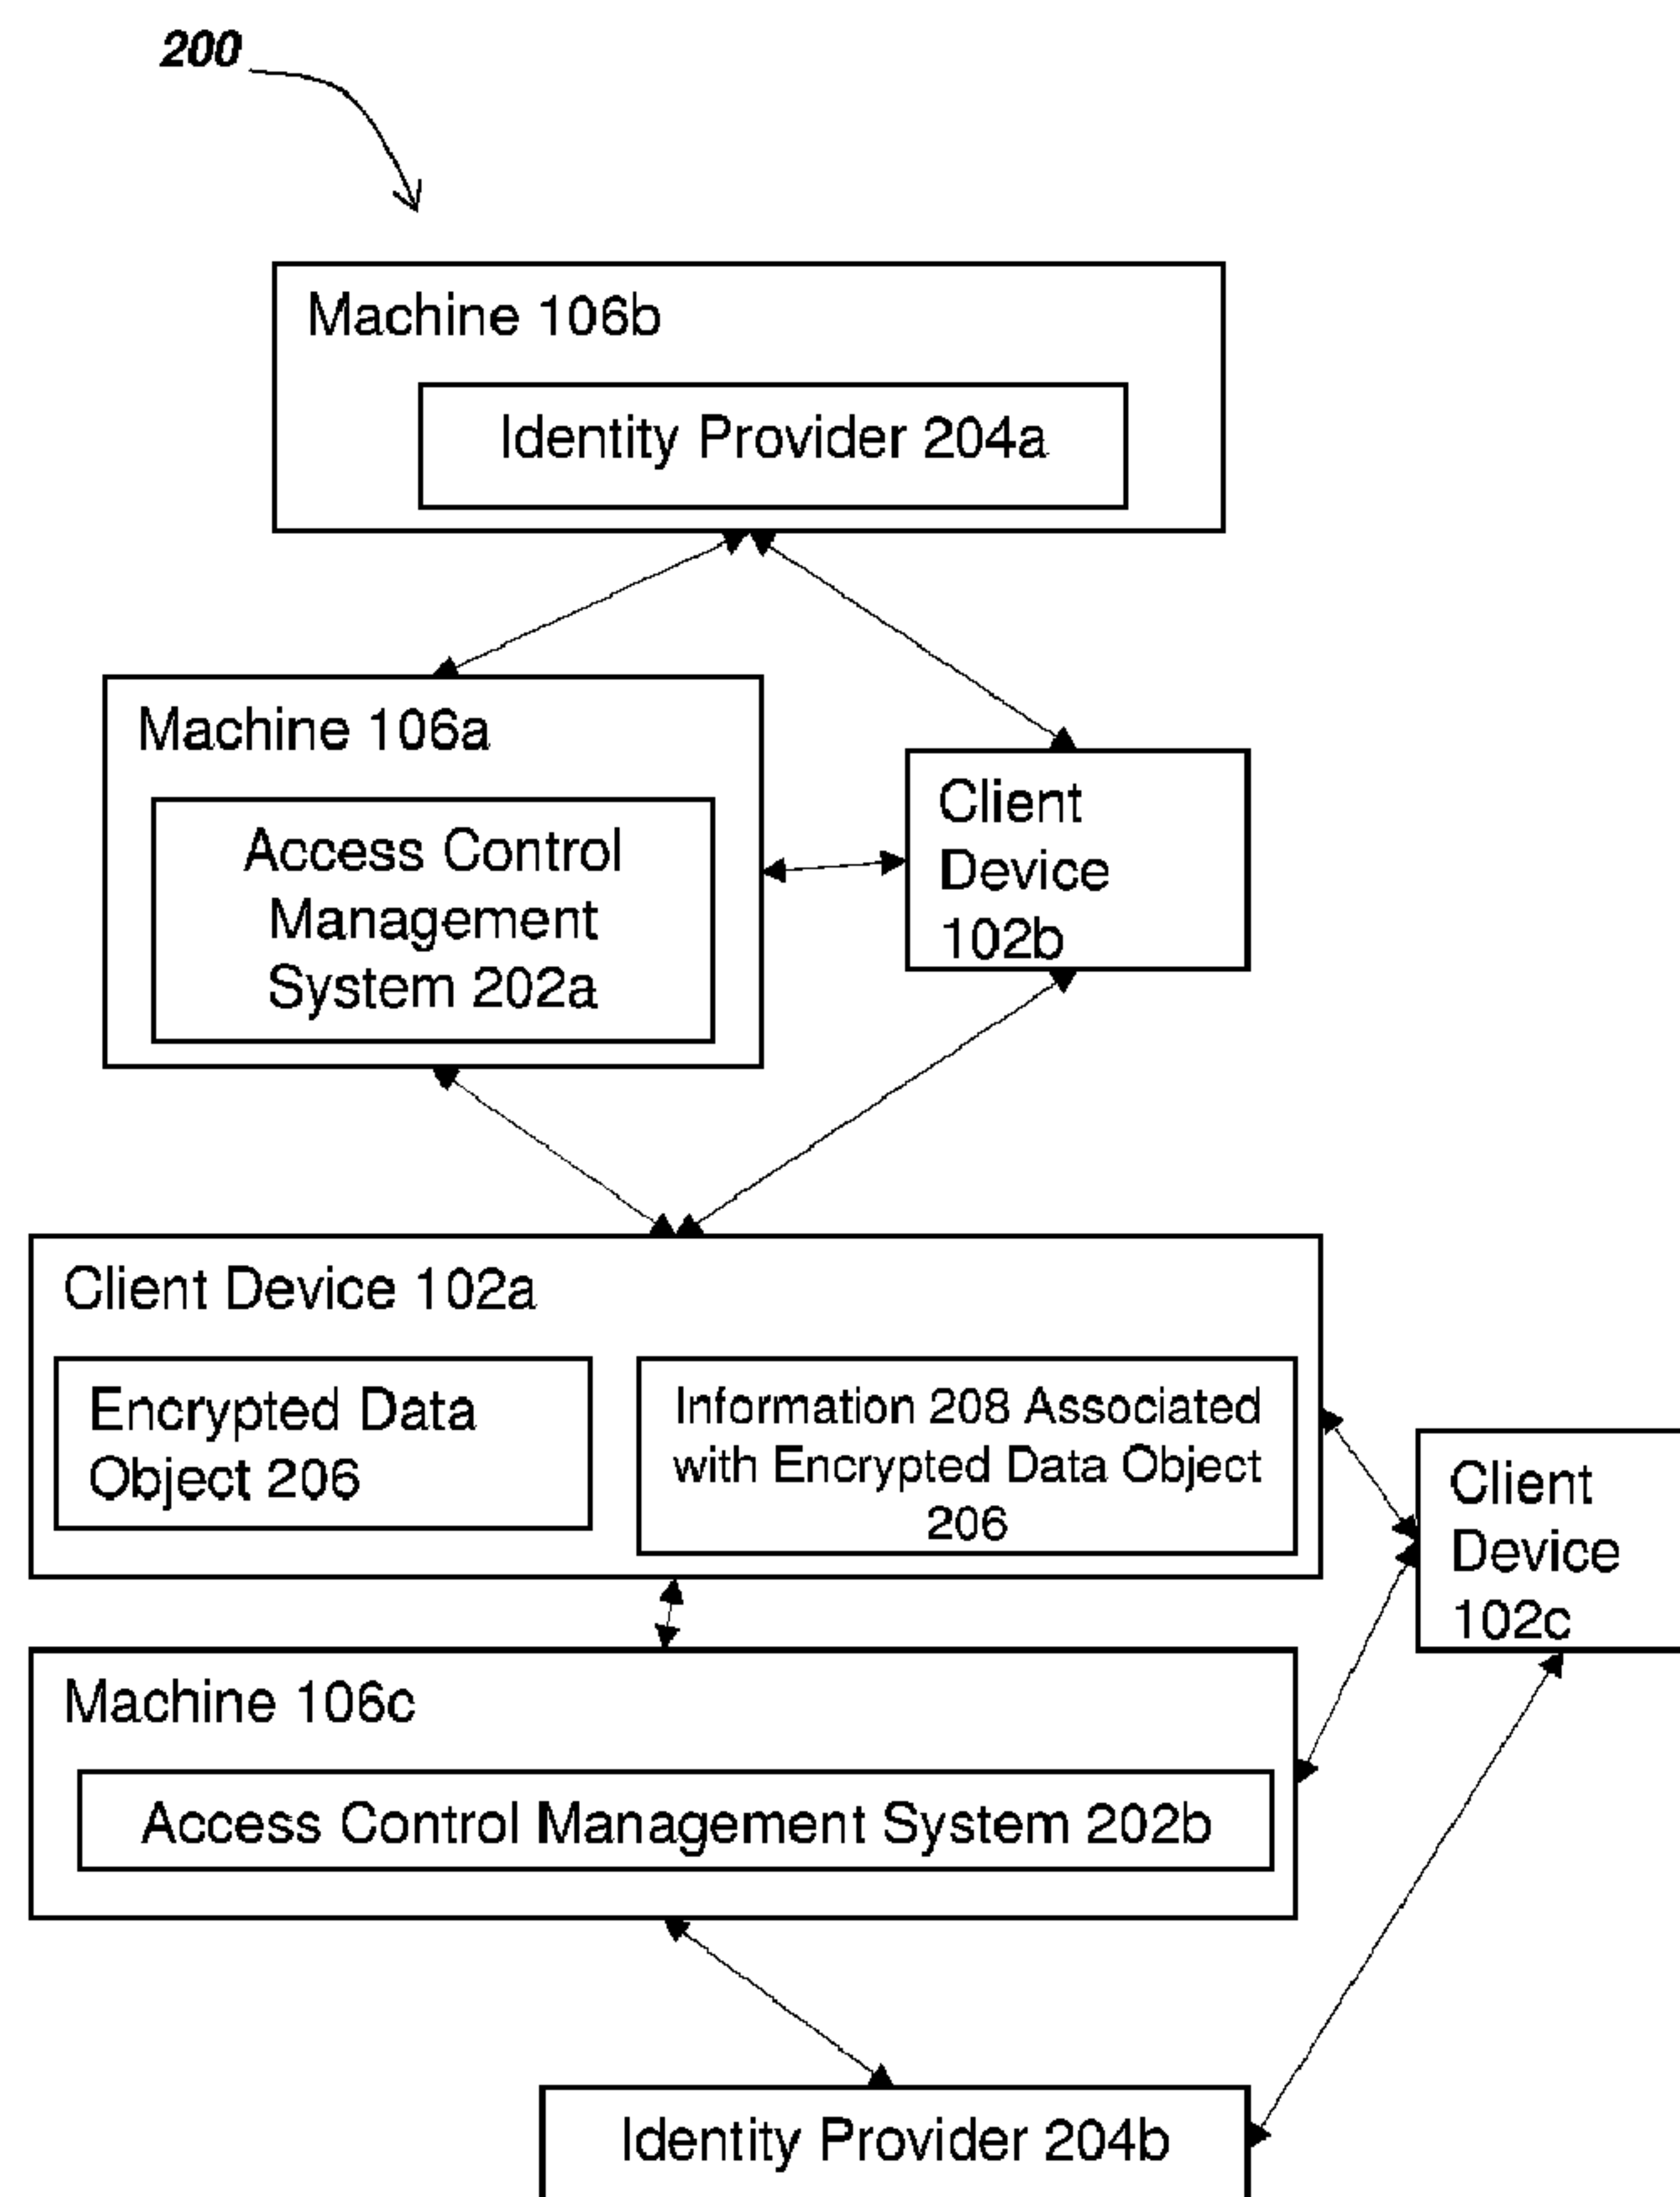 200
Machine 106b
Identity Provider 204a
Machine 106a
Access Control
Management
System 202a
Client
Device
102b
Client Device 102a
Encrypted Data
Object 206
Information 208 Associated
with Encrypted Data Object
206
Client
Device
102c
Machine 106c
Access Control Management System 202b
Identity Provider 204b